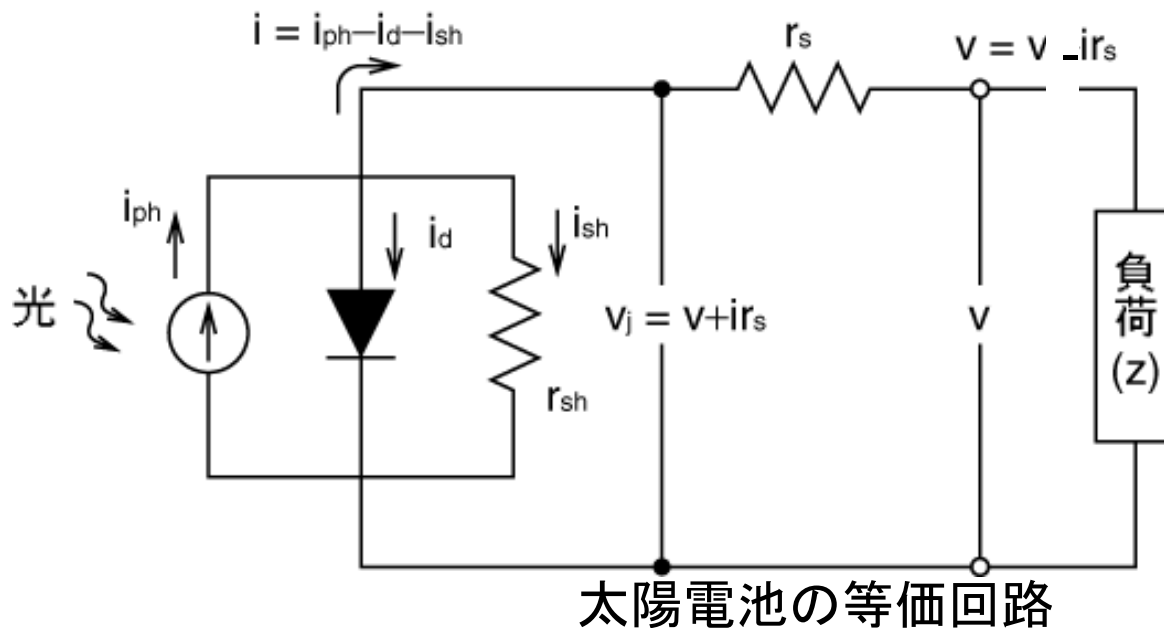 i = iph–id–ish
rs
v = v –irs
iph
id
ish
光
vj = v+irs
v
負荷(z)
rsh
太陽電池の等価回路